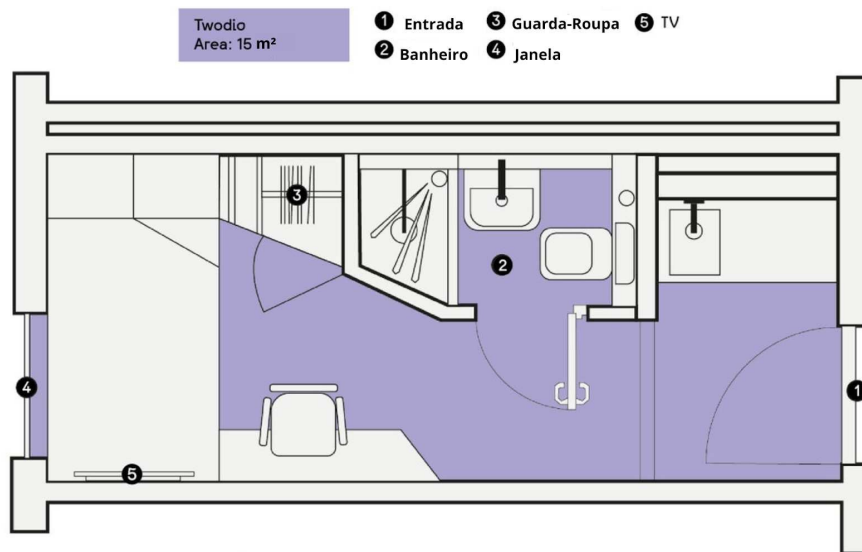 Twodio
Area: 15 m²
1 Entrada
2 Banheiro
3 Guarda-Roupa
4 Janela
5 TV
3
2
4
1
5